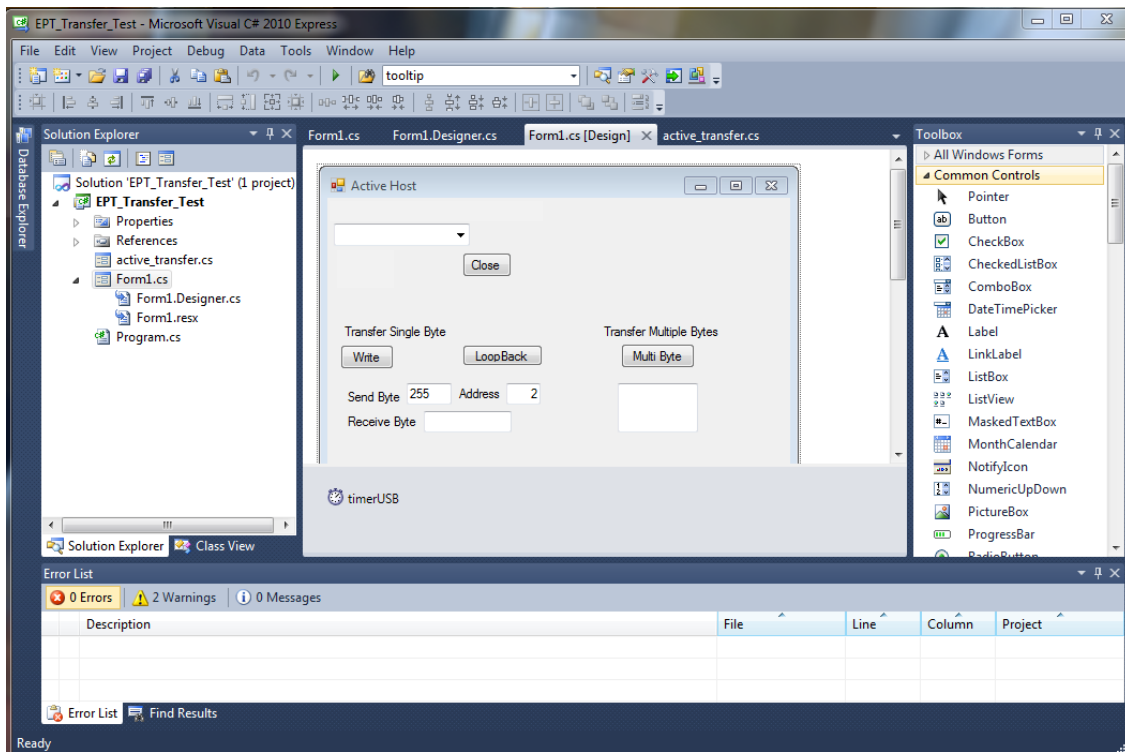 EPT_Transfer_Test - Microsoft Visual C# 2010 Express
File Edit View Project Debug Data Tools Window Help
tooltip
Database Explorer
Solution Explorer
Solution 'EPT_Transfer_Test' (1 project)
EPT_Transfer_Test
Properties
References
active_transfer.cs
Form1.cs
Form1.Designer.cs
Form1.resx
Program.cs
Solution Explorer Class View
Form1.cs Form1.Designer.cs Form1.cs [Design] active_transfer.cs
Active Host
Close
Transfer Single Byte Transfer Multiple Bytes
Write LoopBack Multi Byte
Send Byte 255 Address 2
Receive Byte
timerUSB
Toolbox
All Windows Forms
Common Controls
Pointer
Button
CheckBox
CheckedListBox
ComboBox
DateTimePicker
Label
LinkLabel
ListBox
ListView
MaskedTextBox
MonthCalendar
NotifyIcon
NumericUpDown
PictureBox
ProgressBar
RadioButton
Error List
0 Errors 2 Warnings 0 Messages
Description File Line Column Project
Error List Find Results
Ready